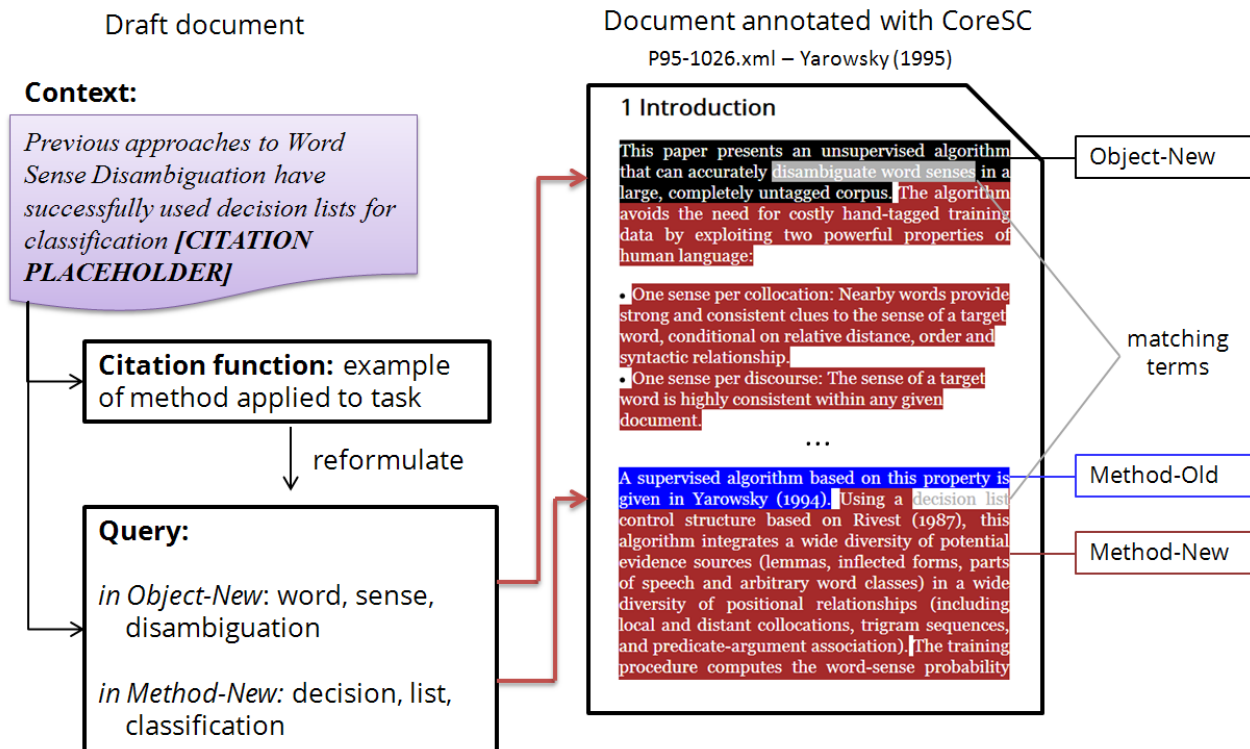 Draft document
Context:
Previous approaches to Word
Sense Disambiguation have
successfully used decision lists for
classification [CITATION
PLACEHOLDER]
Citation function: example
of method applied to task
reformulate
Query:
in Object-New: word, sense,
disambiguation
in Method-New: decision, list,
classification
Document annotated with CoreSC
P95-1026.xml – Yarowsky (1995)
1 Introduction
This paper presents an unsupervised algorithm
that can accurately disambiguate word senses in a
large, completely untagged corpus. The algorithm
avoids the need for costly hand-tagged training
data by exploiting two powerful properties of
human language:
• One sense per collocation: Nearby words provide
strong and consistent clues to the sense of a target
word, conditional on relative distance, order and
syntactic relationship.
• One sense per discourse: The sense of a target
word is highly consistent within any given
document.
...
A supervised algorithm based on this property is
given in Yarowsky (1994). Using a decision list
control structure based on Rivest (1987), this
algorithm integrates a wide diversity of potential
evidence sources (lemmas, inflected forms, parts
of speech and arbitrary word classes) in a wide
diversity of positional relationships (including
local and distant collocations, trigram sequences,
and predicate-argument association). The training
procedure computes the word-sense probability
Object-New
matching
terms
Method-Old
Method-New